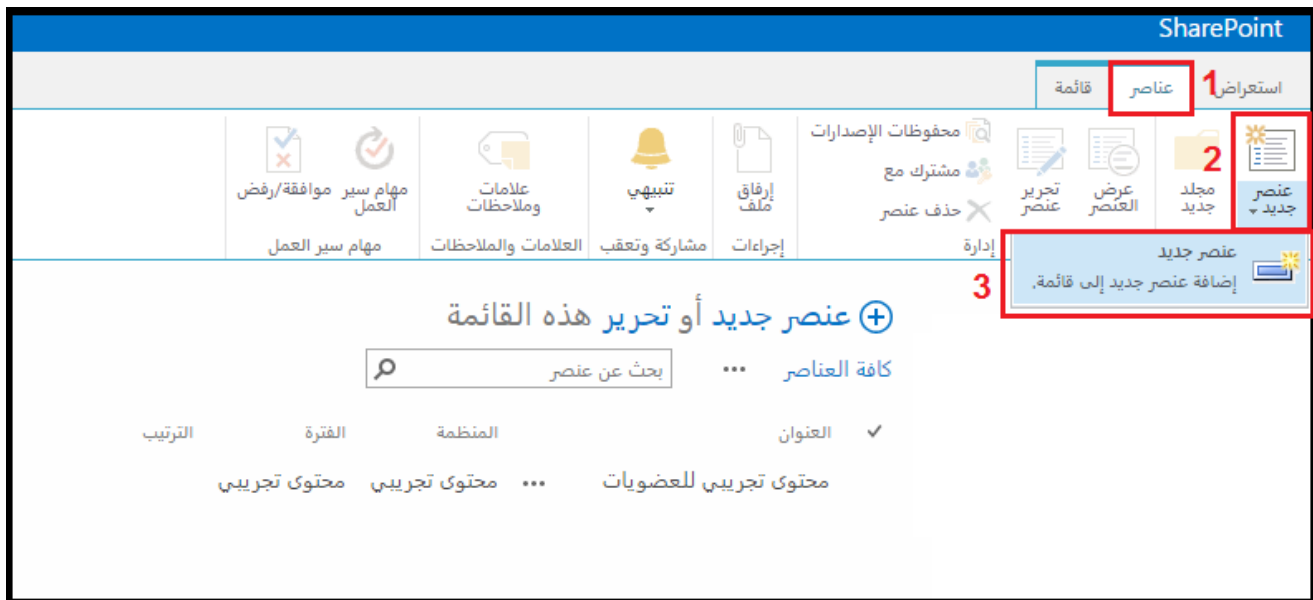 SharePoint
استعراض
1
عناصر
قائمة
عنصر
جديد
2
مجلد
جديد
عرض
العنصر
تحرير
عنصر
محفوظات الإصدارات
مشترك مع
حذف عنصر
إدارة
إرفاق
ملف
إجراءات
تنبيهي
مشاركة وتعقب
علامات
وملاحظات
العلامات والملاحظات
مهام سير
العمل
موافقة/رفض
مهام سير العمل
3
عنصر جديد
إضافة عنصر جديد إلى قائمة.
عنصر جديد أو تحرير هذه القائمة
كافة العناصر ••• بحث عن عنصر
العنوان المنظمة الفترة الترتيب
محتوى تجريبي للعضويات ••• محتوى تجريبي محتوى تجريبي